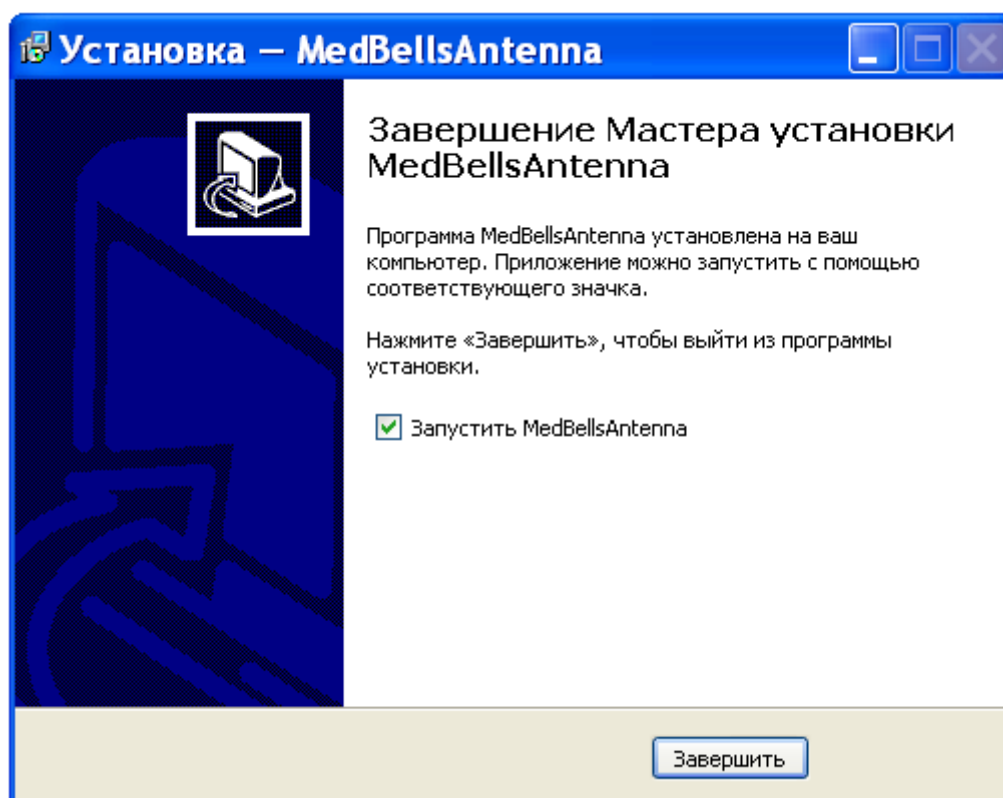 Установка — MedBellsAntenna
Завершение Мастера установки
MedBellsAntenna
Программа MedBellsAntenna установлена на ваш
компьютер. Приложение можно запустить с помощью
соответствующего значка.
Нажмите «Завершить», чтобы выйти из программы
установки.
Запустить MedBellsAntenna
Завершить